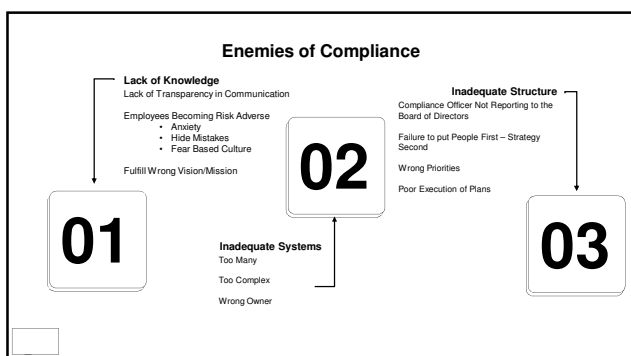 Enemies of Compliance
Lack of Knowledge
Lack of Transparency in Communication
Employees Becoming Risk Adverse
• Anxiety
• Hide Mistakes
• Fear Based Culture
Fulfill Wrong Vision/Mission
01
02
Inadequate Systems
Too Many
Too Complex
Wrong Owner
Inadequate Structure
Compliance Officer Not Reporting to the
Board of Directors
Failure to put People First – Strategy
Second
Wrong Priorities
Poor Execution of Plans
03